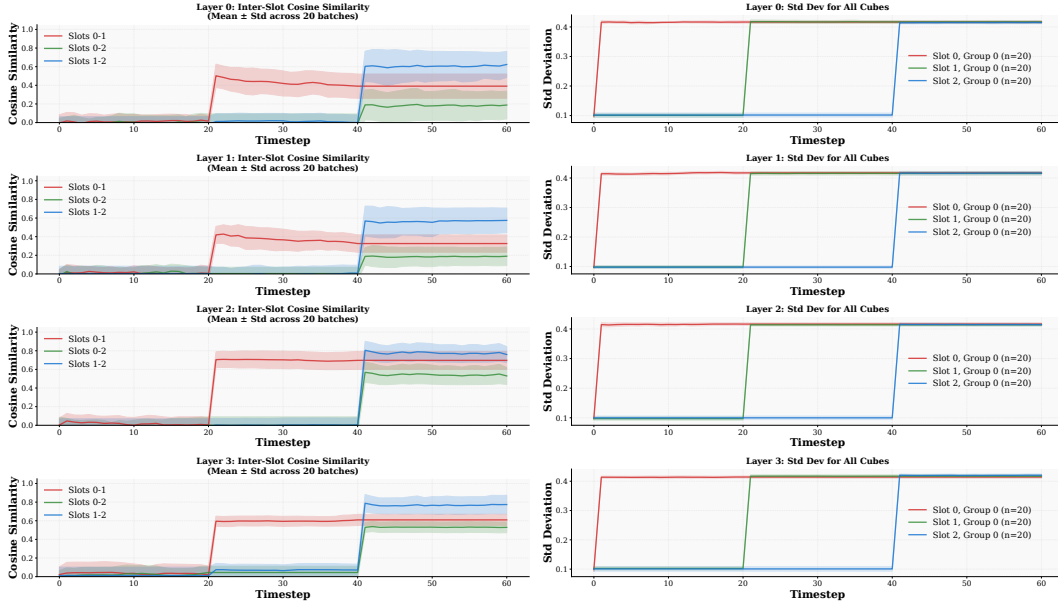 Layer 0: Inter-Slot Cosine Similarity
(Mean ± Std across 20 batches)
Cosine Similarity
1.0
0.8
0.6
0.4
0.2
0.0
Slots 0-1
Slots 0-2
Slots 1-2
0 10 20 30 40 50 60
Timestep
Layer 0: Std Dev for All Cubes
Std Deviation
0.4
0.3
0.2
0.1
Slot 0, Group 0 (n=20)
Slot 1, Group 0 (n=20)
Slot 2, Group 0 (n=20)
0 10 20 30 40 50 60
Timestep
Layer 1: Inter-Slot Cosine Similarity
(Mean ± Std across 20 batches)
Cosine Similarity
1.0
0.8
0.6
0.4
0.2
0.0
Slots 0-1
Slots 0-2
Slots 1-2
0 10 20 30 40 50 60
Timestep
Layer 1: Std Dev for All Cubes
Std Deviation
0.4
0.3
0.2
0.1
Slot 0, Group 0 (n=20)
Slot 1, Group 0 (n=20)
Slot 2, Group 0 (n=20)
0 10 20 30 40 50 60
Timestep
Layer 2: Inter-Slot Cosine Similarity
(Mean ± Std across 20 batches)
Cosine Similarity
1.0
0.8
0.6
0.4
0.2
0.0
Slots 0-1
Slots 0-2
Slots 1-2
0 10 20 30 40 50 60
Timestep
Layer 2: Std Dev for All Cubes
Std Deviation
0.4
0.3
0.2
0.1
Slot 0, Group 0 (n=20)
Slot 1, Group 0 (n=20)
Slot 2, Group 0 (n=20)
0 10 20 30 40 50 60
Timestep
Layer 3: Inter-Slot Cosine Similarity
(Mean ± Std across 20 batches)
Cosine Similarity
1.0
0.8
0.6
0.4
0.2
0.0
Slots 0-1
Slots 0-2
Slots 1-2
0 10 20 30 40 50 60
Timestep
Layer 3: Std Dev for All Cubes
Std Deviation
0.4
0.3
0.2
0.1
Slot 0, Group 0 (n=20)
Slot 1, Group 0 (n=20)
Slot 2, Group 0 (n=20)
0 10 20 30 40 50 60
Timestep